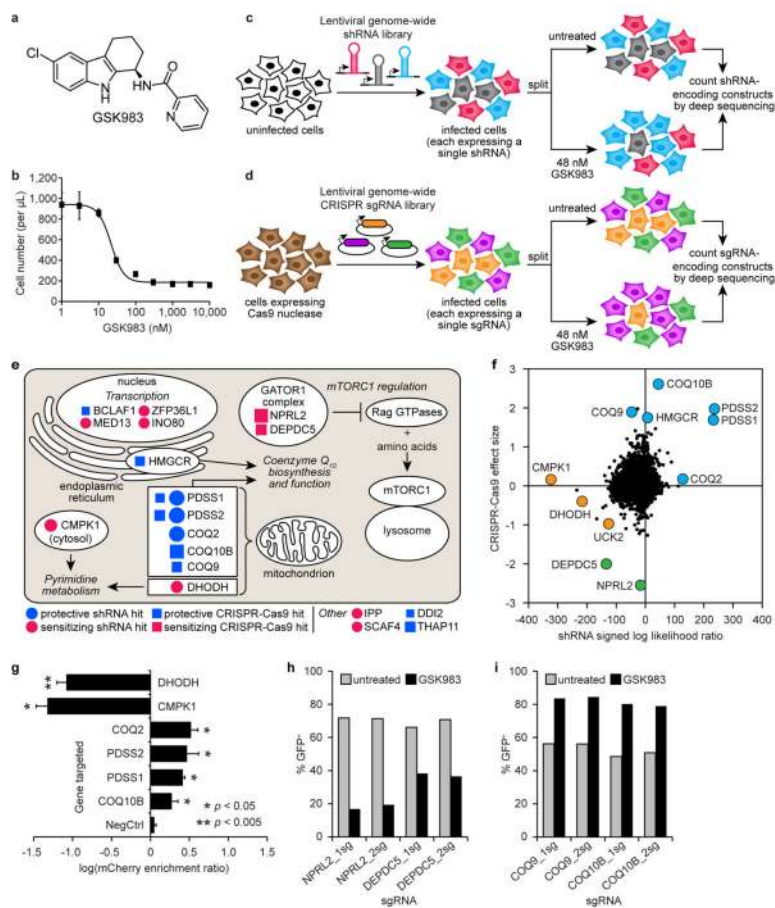 a
Cl
N
H
HN
O
N
GSK983
b
Cell number (per µL)
1,000
800
600
400
200
0
1
10
100
1,000
10,000
GSK983 (nM)
c
Lentiviral genome-wide
shRNA library
uninfected cells
infected cells
(each expressing a
single shRNA)
split
untreated
48 nM
GSK983
count shRNA-
encoding constructs
by deep sequencing
d
Lentiviral genome-wide
CRISPR sgRNA library
cells expressing
Cas9 nuclease
infected cells
(each expressing a
single sgRNA)
split
untreated
48 nM
GSK983
count sgRNA-
encoding constructs
by deep sequencing
e
nucleus
Transcription
BCLAF1
ZFP36L1
MED13
INO80
GATOR1
complex
NPRL2
DEPDC5
mTORC1 regulation
Rag GTPases
+
amino acids
mTORC1
lysosome
HMGCR
endoplasmic
reticulum
Coenzyme Q10
biosynthesis
and function
PDSS1
PDSS2
COQ2
COQ10B
COQ9
mitochondrion
CMPK1
(cytosol)
Pyrimidine
metabolism
DHODH
protective shRNA hit
protective CRISPR-Cas9 hit
sensitizing shRNA hit
sensitizing CRISPR-Cas9 hit
Other
IPP
DDI2
SCAF4
THAP11
f
CRISPR-Cas9 effect size
3
2
1
0
-1
-2
-3
COQ10B
COQ9
PDSS2
HMGCR
PDSS1
CMPK1
COQ2
DHODH
UCK2
DEPDC5
NPRL2
-400
-300
-200
-100
0
100
200
300
shRNA signed log likelihood ratio
g
Gene targeted
**
DHODH
*
CMPK1
COQ2
*
PDSS2
*
PDSS1
*
COQ10B
*
NegCtrl
* p < 0.05
** p < 0.005
-1.5
-1.0
-0.5
0
0.5
1.0
1.5
log(mCherry enrichment ratio)
h
untreated
GSK983
% GFP+
100
80
60
40
20
0
NPRL2_1sg
NPRL2_2sg
DEPDC5_1sg
DEPDC5_2sg
sgRNA
i
untreated
GSK983
% GFP+
100
80
60
40
20
0
COQ9_1sg
COQ9_2sg
COQ10B_1sg
COQ10B_2sg
sgRNA